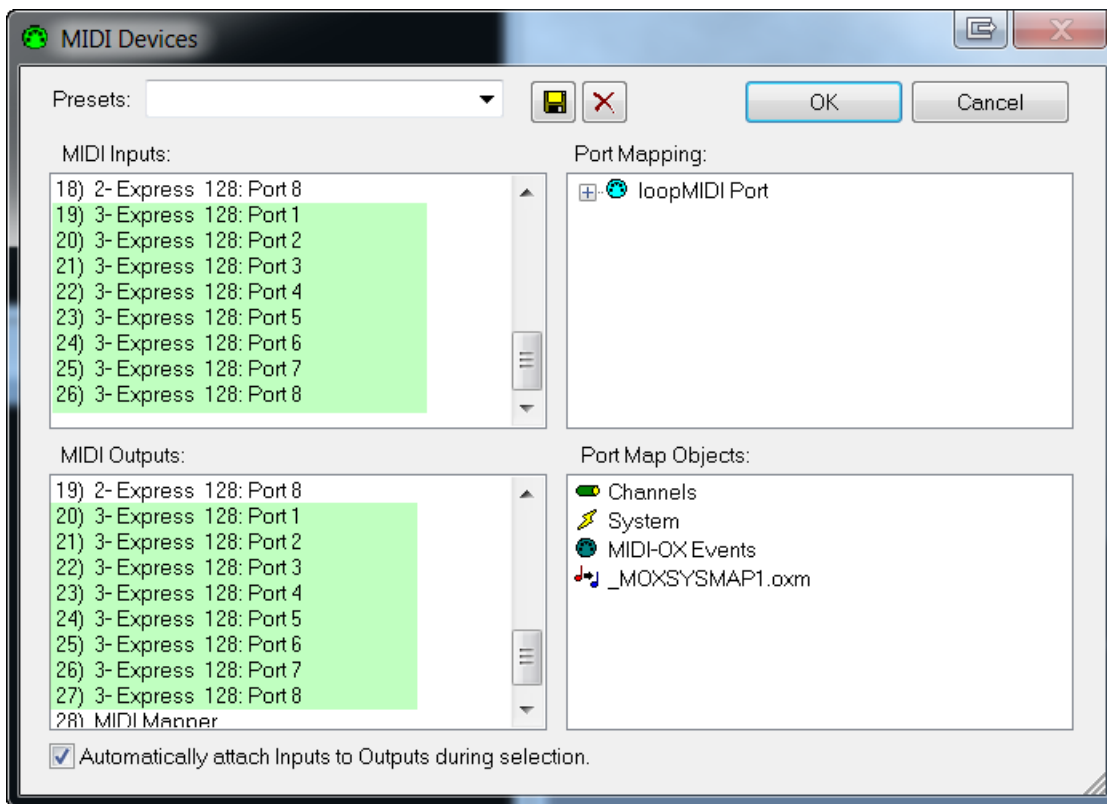 MIDI Devices
Presets:
OK
Cancel
MIDI Inputs:
18) 2- Express 128: Port 8
19) 3- Express 128: Port 1
20) 3- Express 128: Port 2
21) 3- Express 128: Port 3
22) 3- Express 128: Port 4
23) 3- Express 128: Port 5
24) 3- Express 128: Port 6
25) 3- Express 128: Port 7
26) 3- Express 128: Port 8
Port Mapping:
loopMIDI Port
MIDI Outputs:
19) 2- Express 128: Port 8
20) 3- Express 128: Port 1
21) 3- Express 128: Port 2
22) 3- Express 128: Port 3
23) 3- Express 128: Port 4
24) 3- Express 128: Port 5
25) 3- Express 128: Port 6
26) 3- Express 128: Port 7
27) 3- Express 128: Port 8
28) MIDI Mapper
Port Map Objects:
Channels
System
MIDI-OX Events
_MOXSYSMAP1.oxm
Automatically attach Inputs to Outputs during selection.